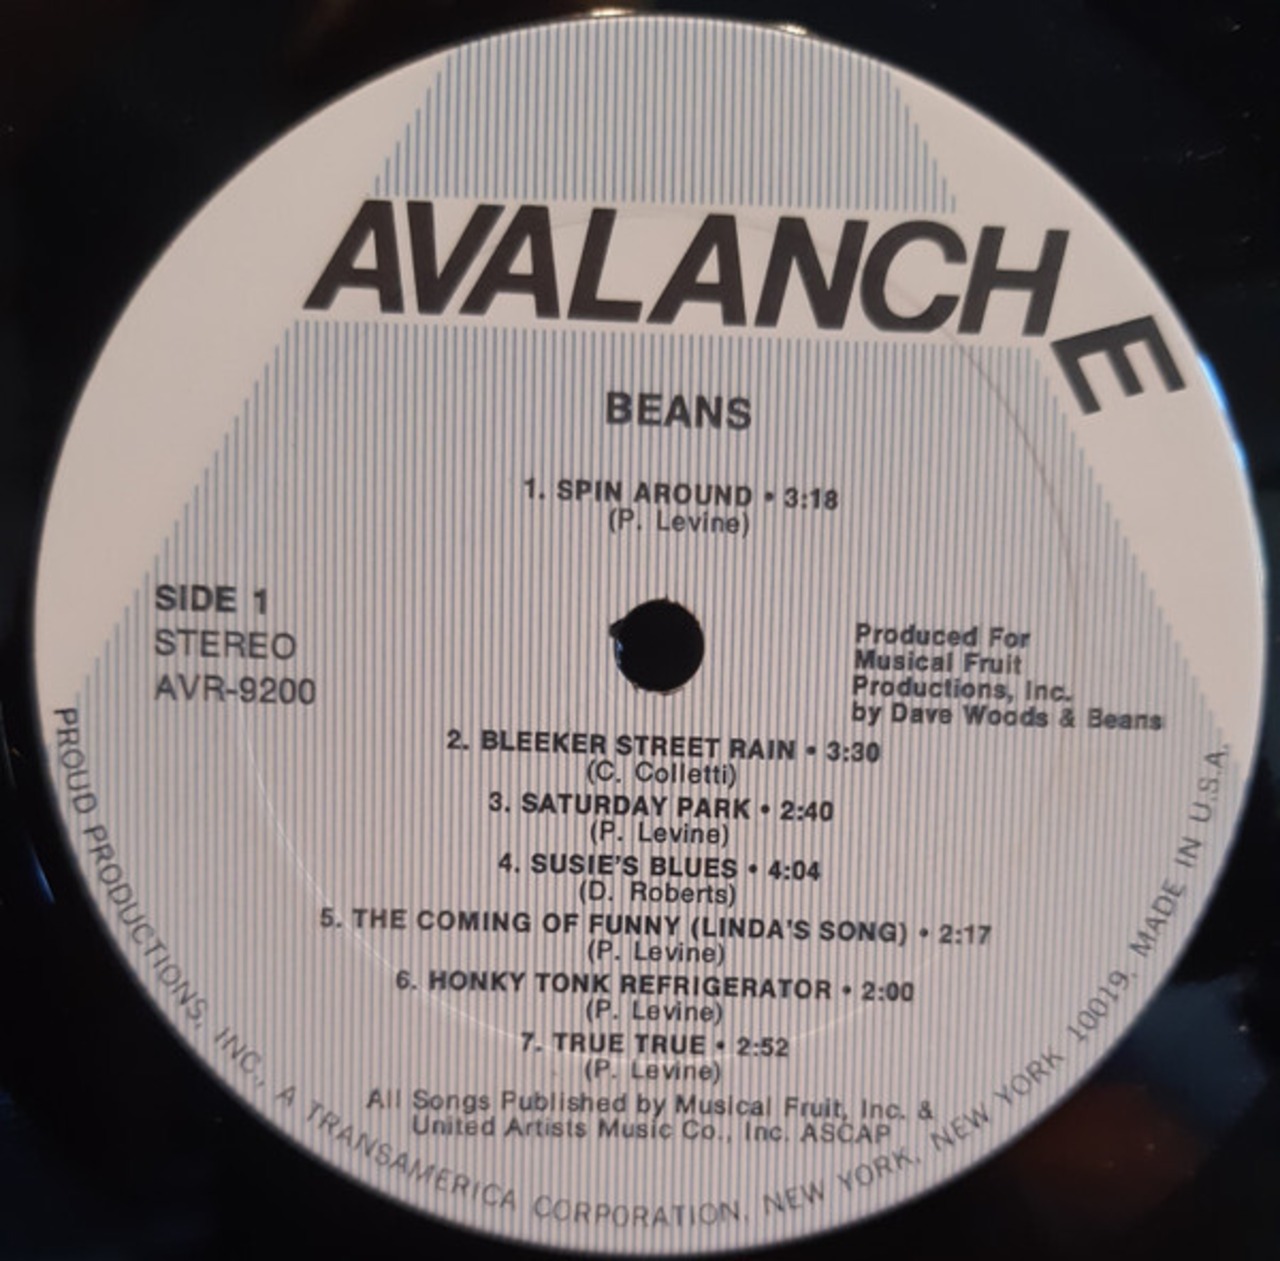 AVALANCHE
BEANS
1. SPIN AROUND • 3:18
(P. Levine)
SIDE 1
STEREO
AVR-9200
Produced For
Musical Fruit
Productions, Inc.
by Dave Woods & Beans
2. BLEEKER STREET RAIN • 3:30
(C. Colletti)
3. SATURDAY PARK • 2:40
(P. Levine)
4. SUSIE'S BLUES • 4:04
(D. Roberts)
5. THE COMING OF FUNNY (LINDA'S SONG) • 2:17
(P. Levine)
6. HONKY TONK REFRIGERATOR • 2:00
(P. Levine)
7. TRUE TRUE • 2:52
(P. Levine)
All Songs Published by Musical Fruit, Inc. &
United Artists Music Co., Inc. ASCAP
PROUD PRODUCTIONS, INC., A TRANSAMERICA CORPORATION, NEW YORK, NEW YORK 10019. MADE IN U.S.A.